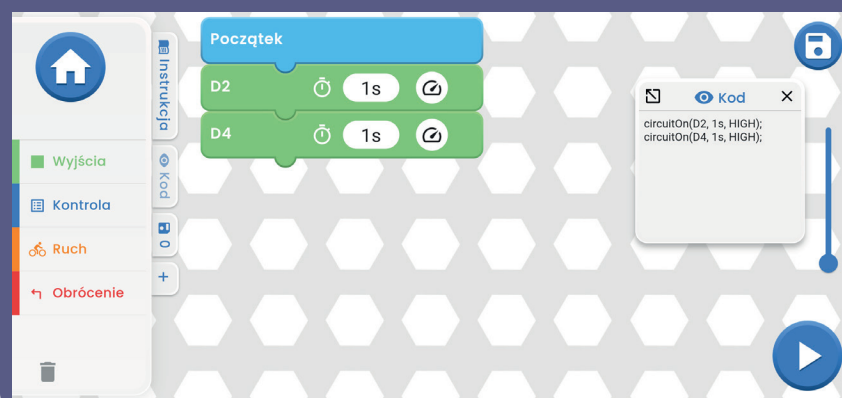 Początek
D2 1s
D4 1s
Instrukcja
Kod
0
+
Wyjścia
Kontrola
Ruch
Obrócenie
Kod
circuitOn(D2, 1s, HIGH);
circuitOn(D4, 1s, HIGH);